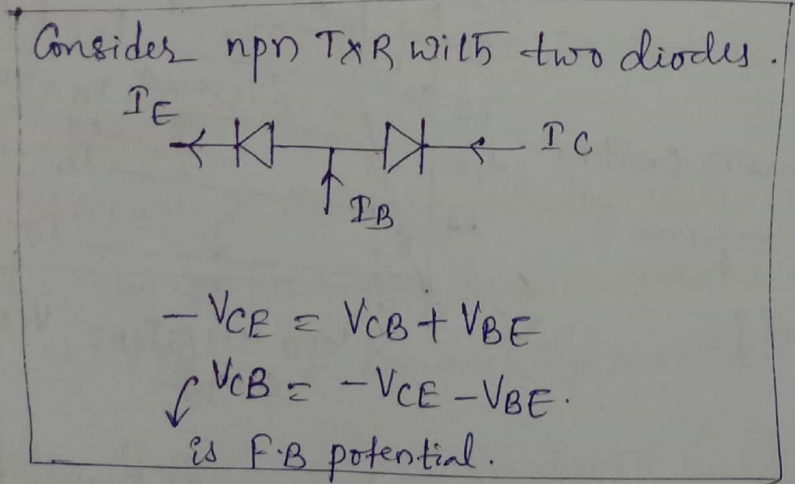 Consider npn TXR with two diodes.
IE
IC
IB
- VCE = VCB + VBE
VCB = - VCE - VBE.
is F.B potential.